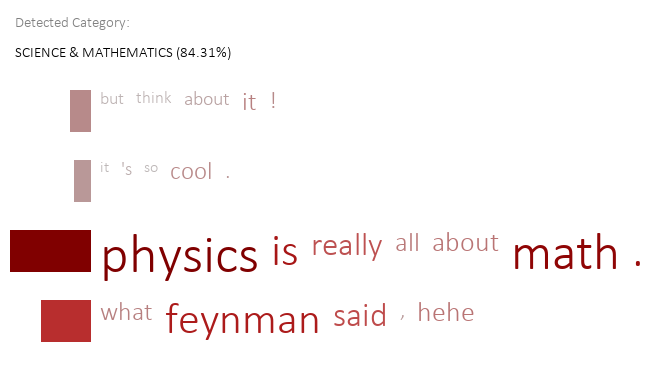 Detected Category:
SCIENCE & MATHEMATICS (84.31%)
but think about it !
it 's so cool .
physics is really all about math .
what feynman said , hehe